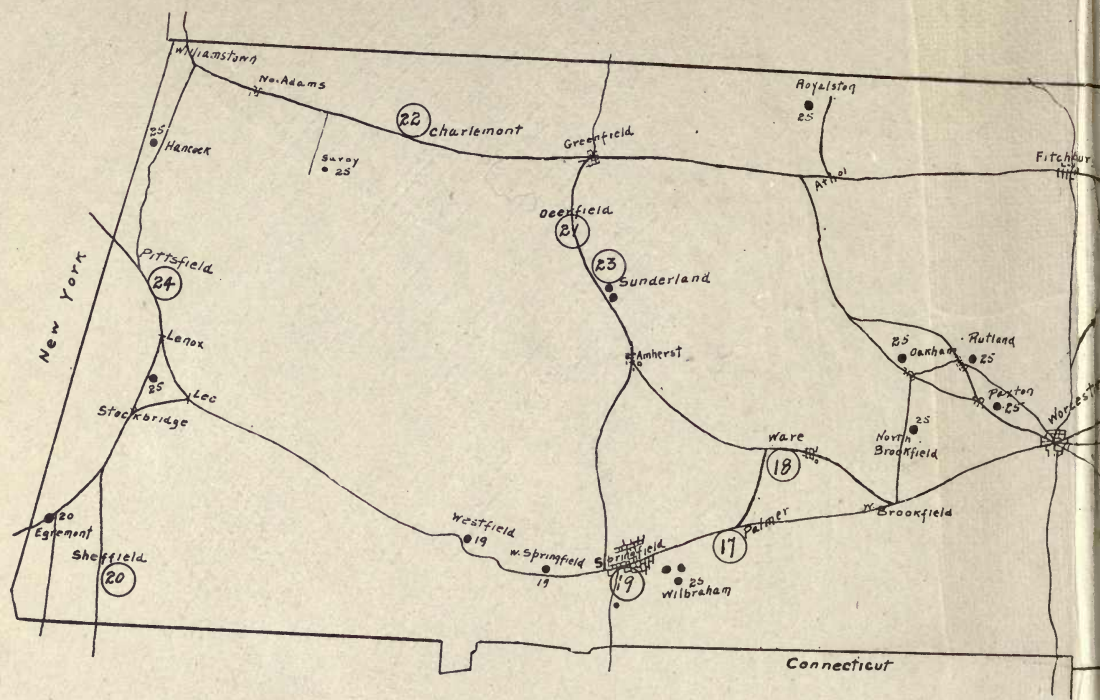 Williamstown
No. Adams
22
Charlemont
Royalston
25
Greenfield
25
Hancock
Savoy
25
Athol
Fitchbur
Deerfield
21
23
Sunderland
Pittsfield
24
New York
Lenox
25
Lee
Stockbridge
Amherst
25
Oakham
Rutland
25
Paxton
25
Worceste
25
North
Brookfield
Ware
18
W. Brookfield
Palmer
17
20
Egremont
Sheffield
20
Westfield
19
W. Springfield
19
Springfield
19
25
Wilbraham
Connecticut